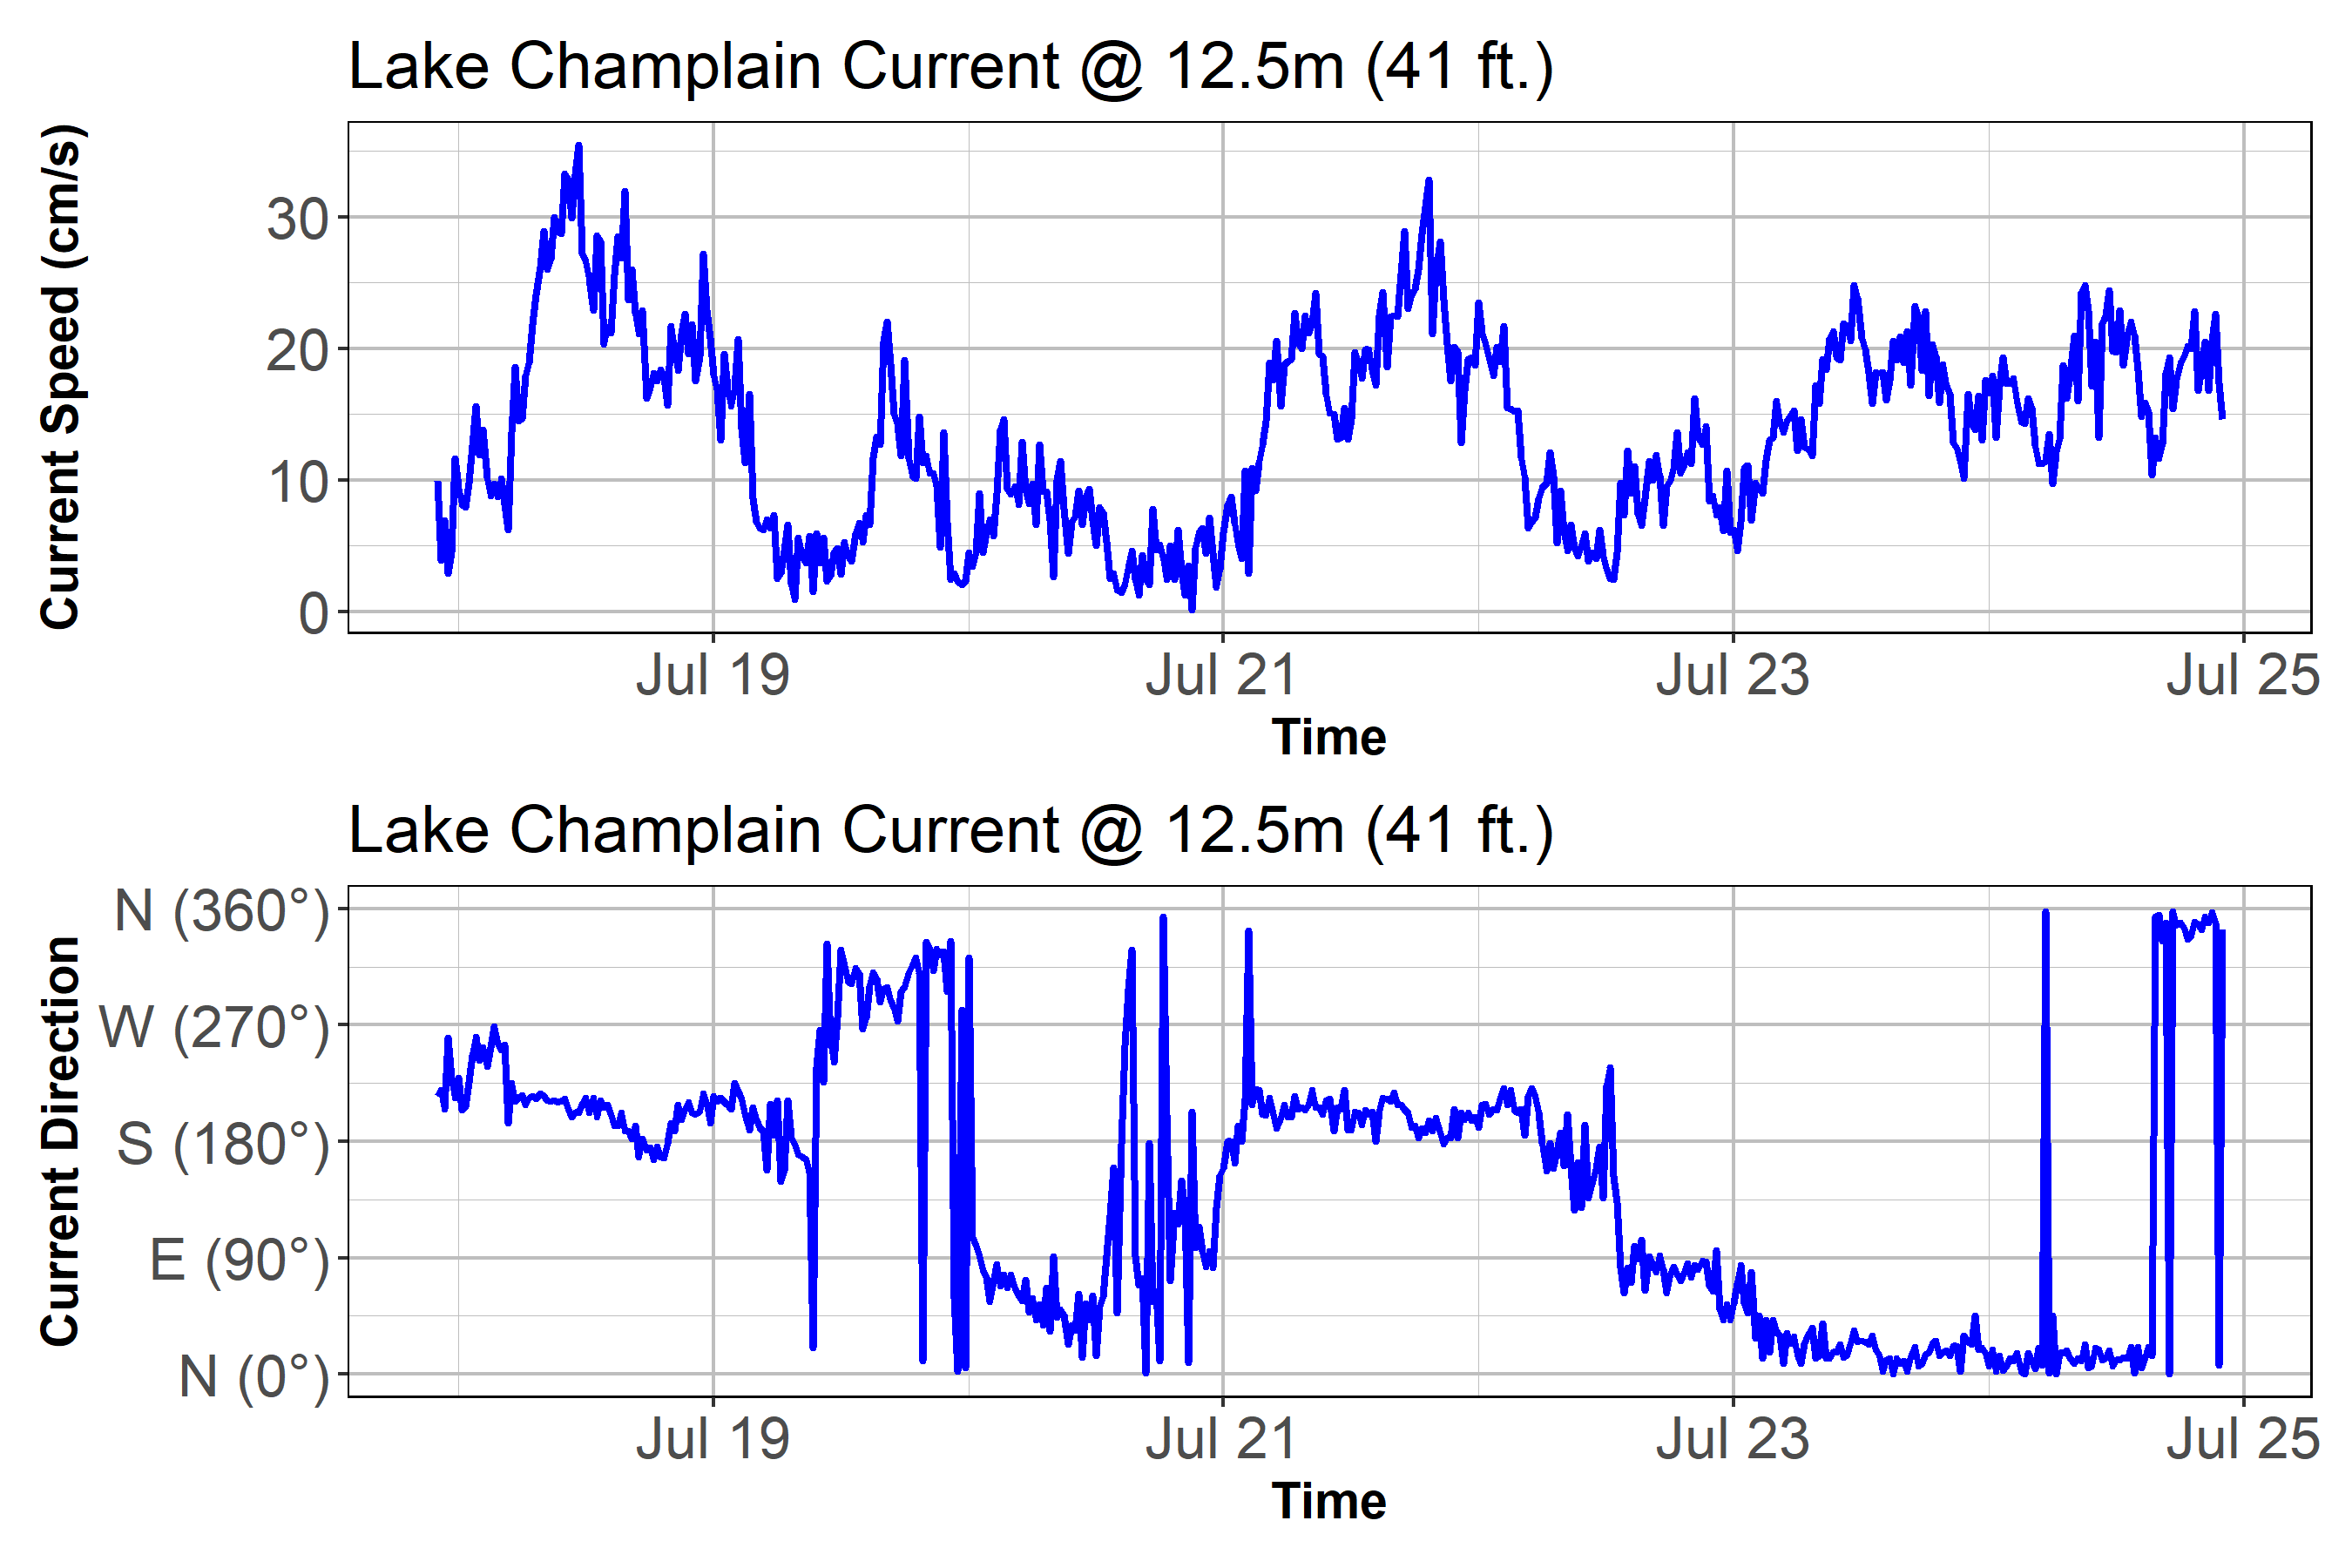 Lake Champlain Current @ 12.5m (41 ft.)
Current Speed (cm/s)
30
20
10
0
Jul 19 Jul 21 Jul 23 Jul 25
Time
Lake Champlain Current @ 12.5m (41 ft.)
Current Direction
N (360°)
W (270°)
S (180°)
E (90°)
N (0°)
Jul 19 Jul 21 Jul 23 Jul 25
Time